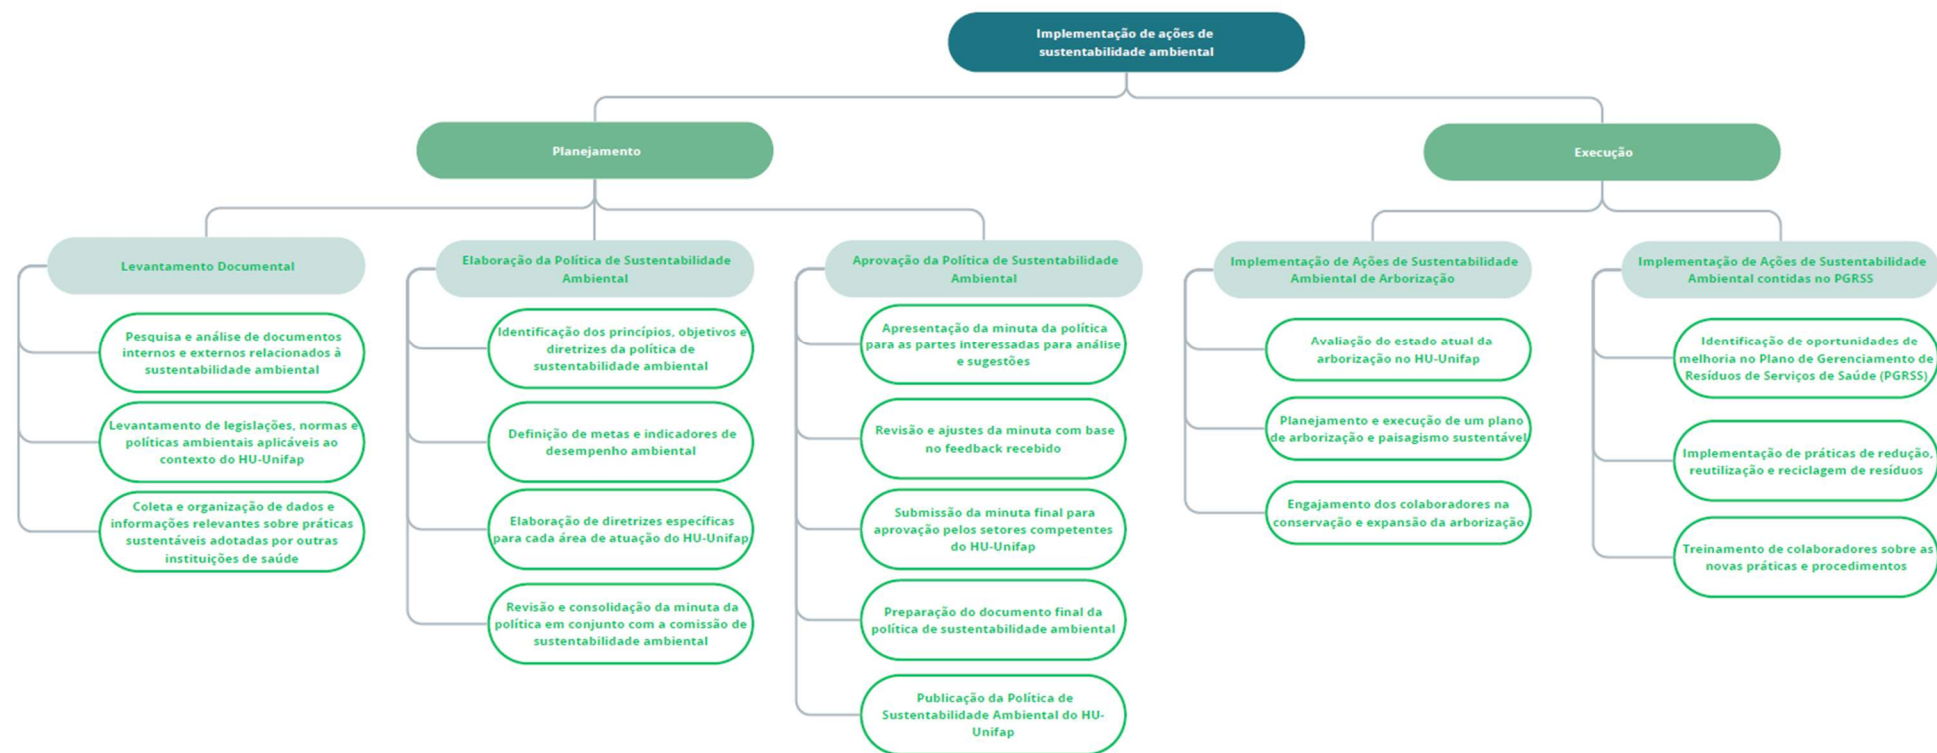 Implementação de ações de
sustentabilidade ambiental
Planejamento
Execução
Levantamento Documental
Pesquisa e análise de documentos
internos e externos relacionados à
sustentabilidade ambiental
Levantamento de legislações, normas e
políticas ambientais aplicáveis ao
contexto do HU-Unifap
Coleta e organização de dados e
informações relevantes sobre práticas
sustentáveis adotadas por outras
instituições de saúde
Elaboração da Política de Sustentabilidade
Ambiental
Identificação dos princípios, objetivos e
diretrizes da política de
sustentabilidade ambiental
Definição de metas e indicadores de
desempenho ambiental
Elaboração de diretrizes específicas
para cada área de atuação do HU-Unifap
Revisão e consolidação da minuta da
política em conjunto com a comissão de
sustentabilidade ambiental
Aprovação da Política de Sustentabilidade
Ambiental
Apresentação da minuta da política
para as partes interessadas para análise
e sugestões
Revisão e ajustes da minuta com base
no feedback recebido
Submissão da minuta final para
aprovação pelos setores competentes
do HU-Unifap
Preparação do documento final da
política de sustentabilidade ambiental
Publicação da Política de
Sustentabilidade Ambiental do HU-
Unifap
Implementação de Ações de Sustentabilidade
Ambiental de Arborização
Avaliação do estado atual da
arborização no HU-Unifap
Planejamento e execução de um plano
de arborização e paisagismo sustentável
Engajamento dos colaboradores na
conservação e expansão da arborização
Implementação de Ações de Sustentabilidade
Ambiental contidas no PGRSS
Identificação de oportunidades de
melhoria no Plano de Gerenciamento de
Resíduos de Serviços de Saúde (PGRSS)
Implementação de práticas de redução,
reutilização e reciclagem de resíduos
Treinamento de colaboradores sobre as
novas práticas e procedimentos